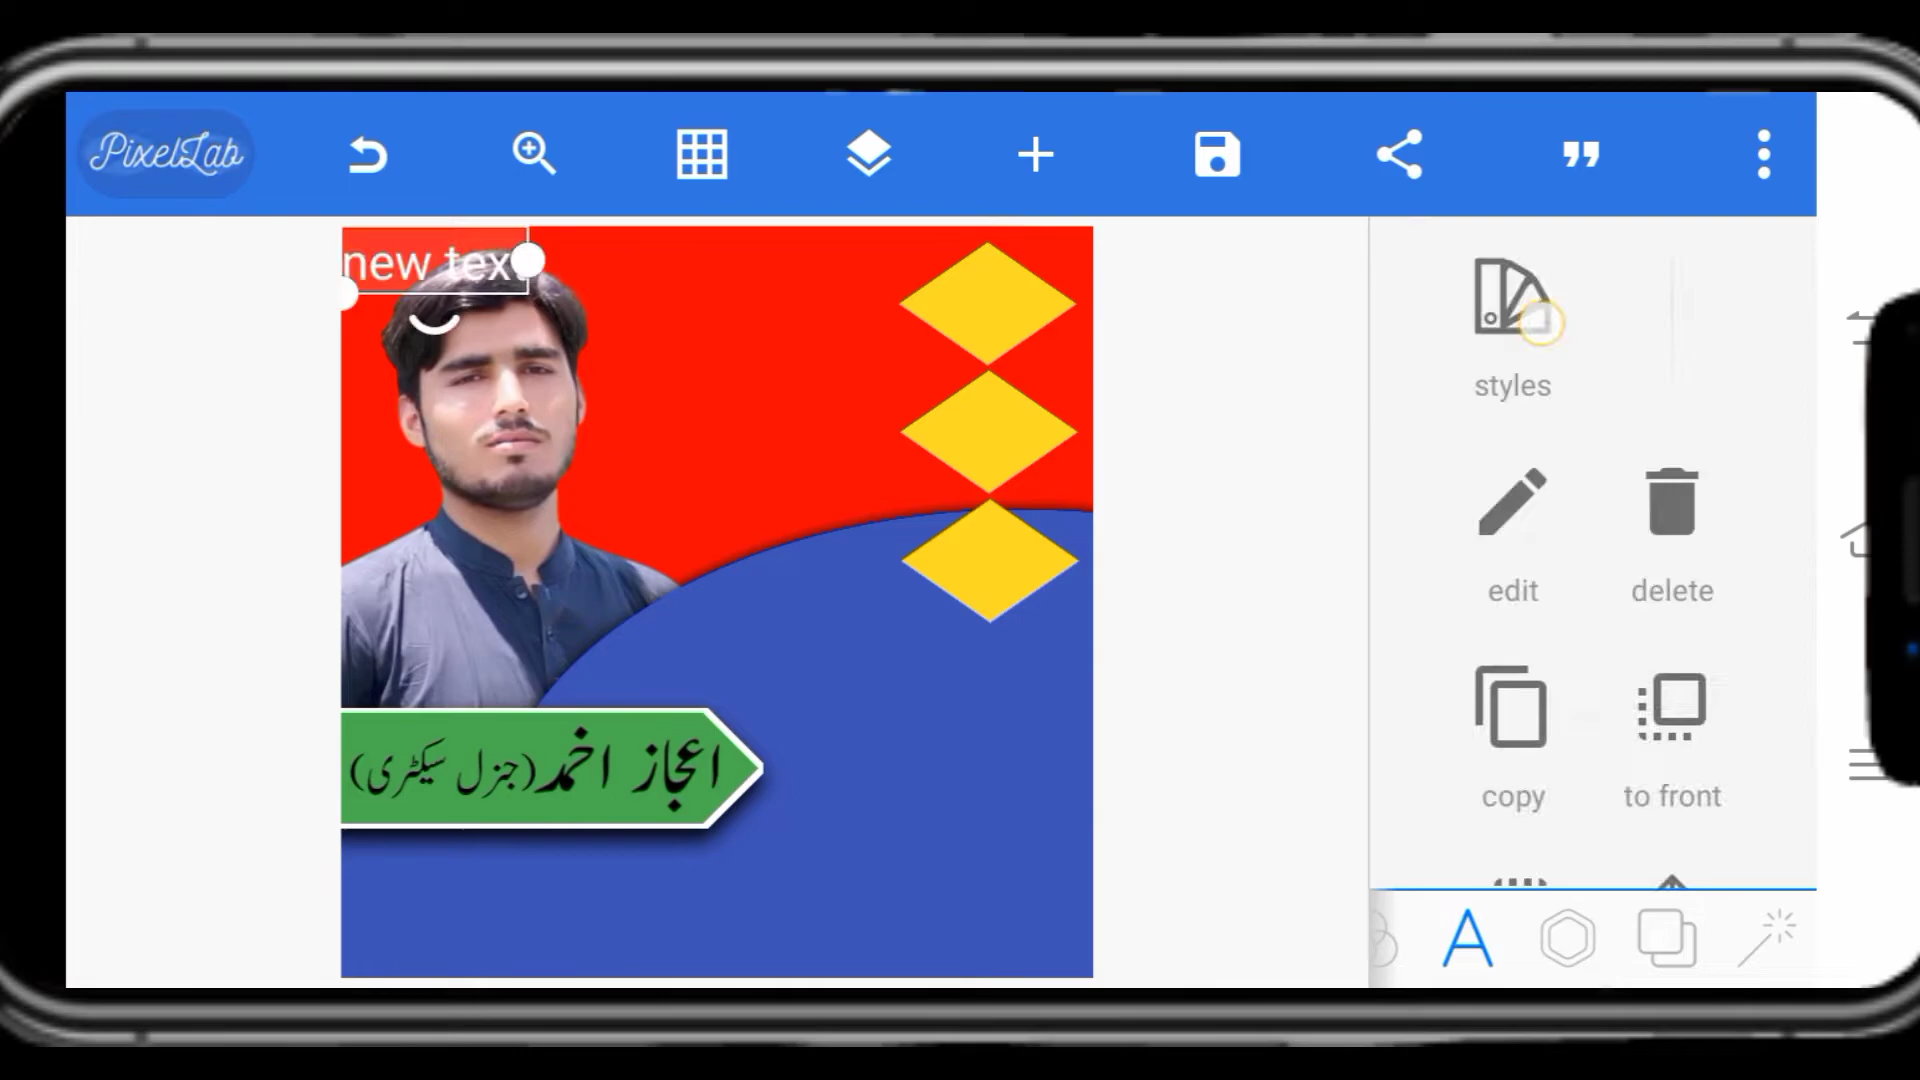 PixelLab
new tex
styles
edit delete
copy to front
اعجاز احمد (جنرل سیکٹری)